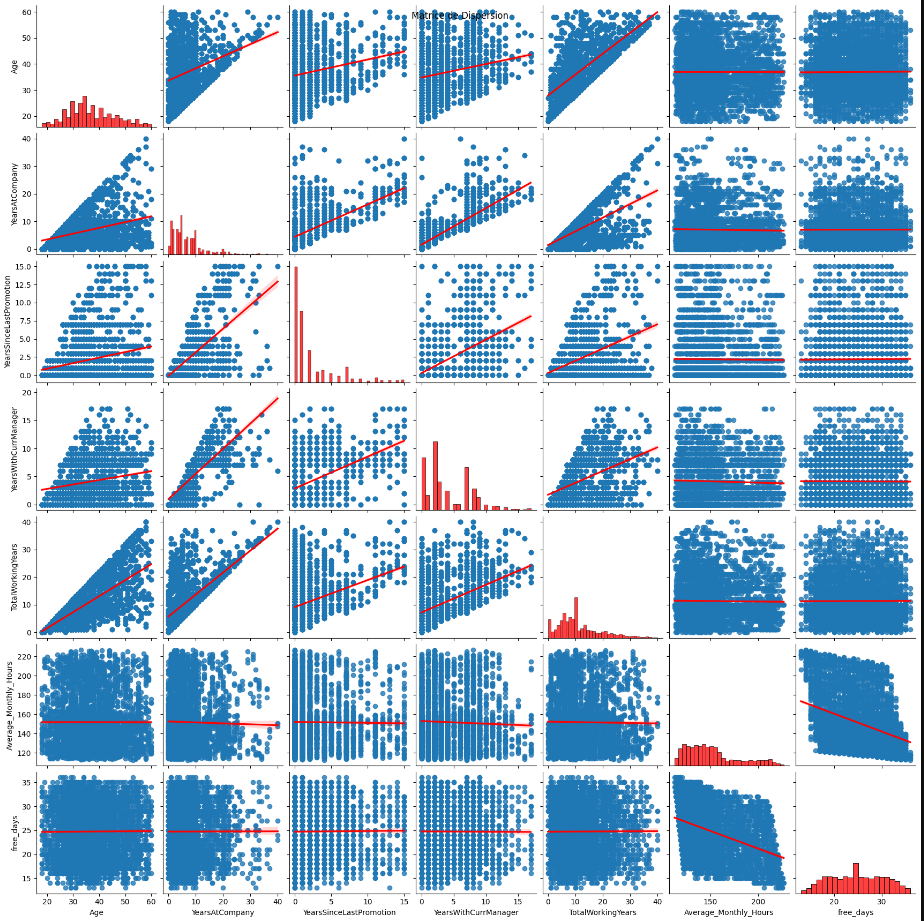 Matrice de Dispersion
60
50
40
30
20
Age
40
30
20
10
0
YearsAtCompany
15.0
12.5
10.0
7.5
5.0
2.5
0.0
YearsSinceLastPromotion
20
15
10
5
0
YearsWithCurrManager
40
30
20
10
0
TotalWorkingYears
220
200
180
160
140
120
Average_Monthly_Hours
35
30
25
20
15
free_days
20 30 40 50 60
0 10 20 30 40
0 5 10 15
0 5 10 15
0 10 20 30 40
150 200
20 30
Age YearsAtCompany YearsSinceLastPromotion YearsWithCurrManager TotalWorkingYears Average_Monthly_Hours free_days